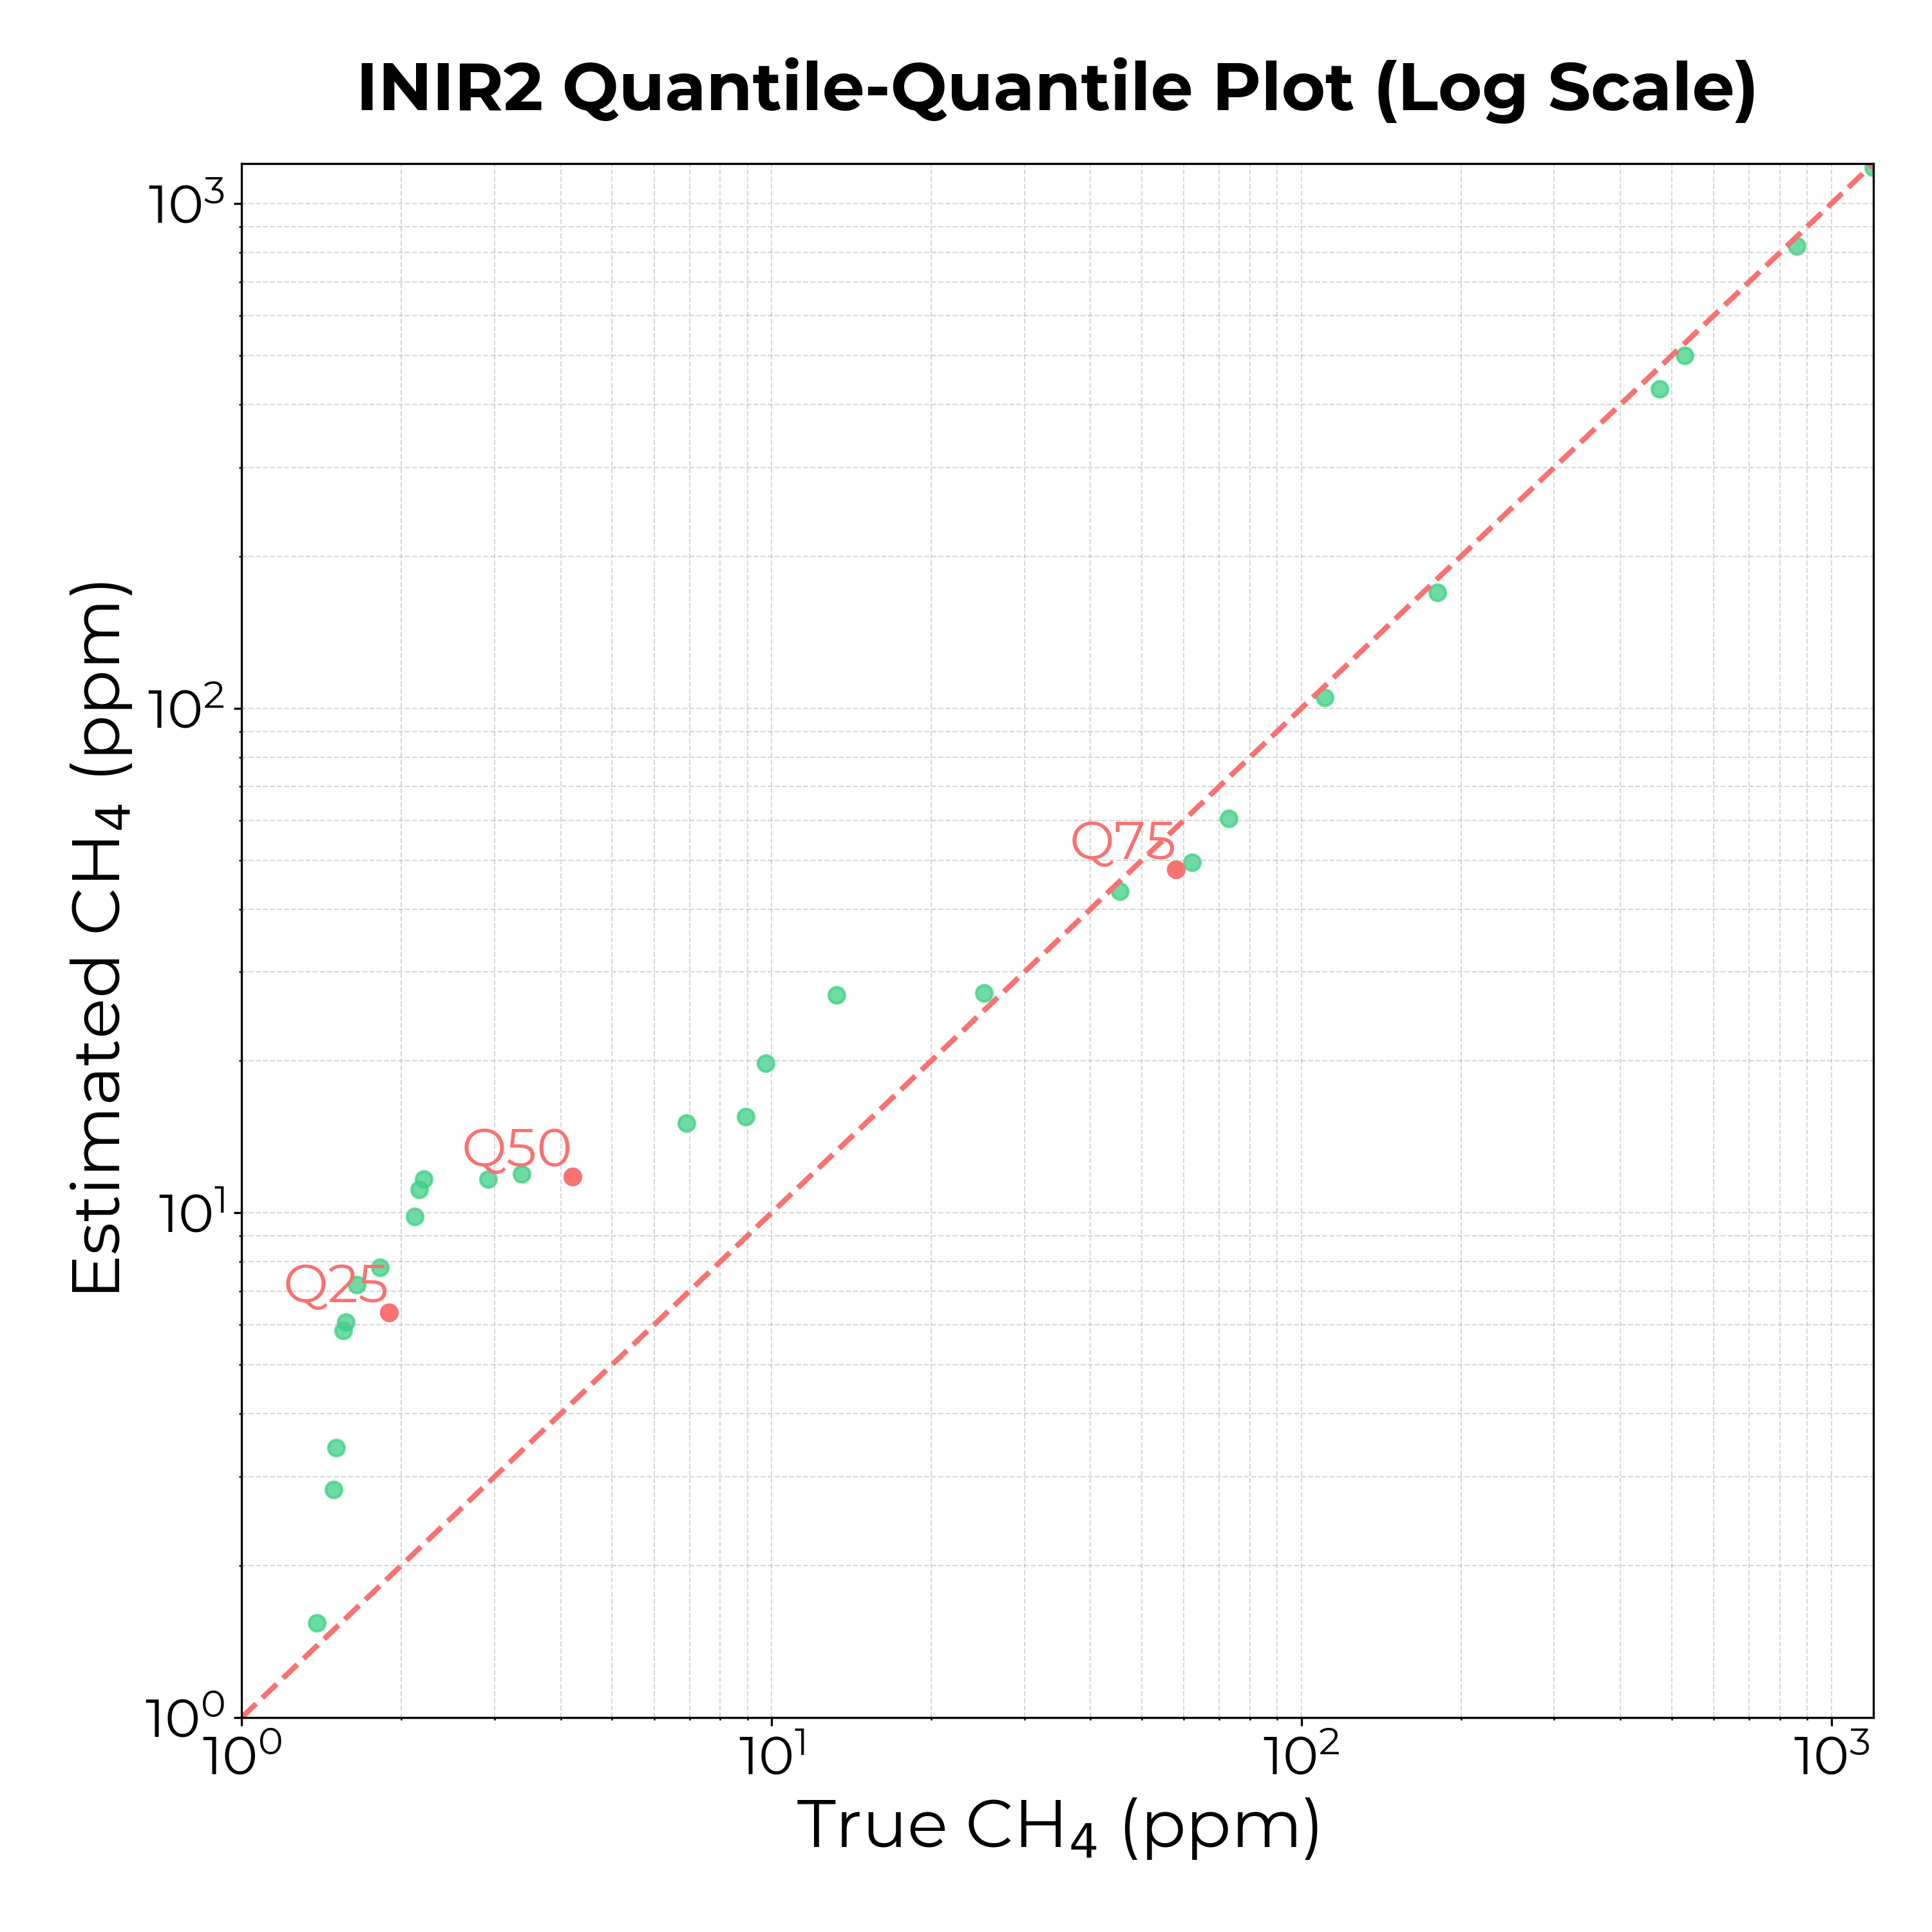 INIR2 Quantile-Quantile Plot (Log Scale)
Estimated CH₄ (ppm)
10³
10²
10¹
10⁰
Q75
Q50
Q25
10⁰ 10¹ 10² 10³
True CH₄ (ppm)